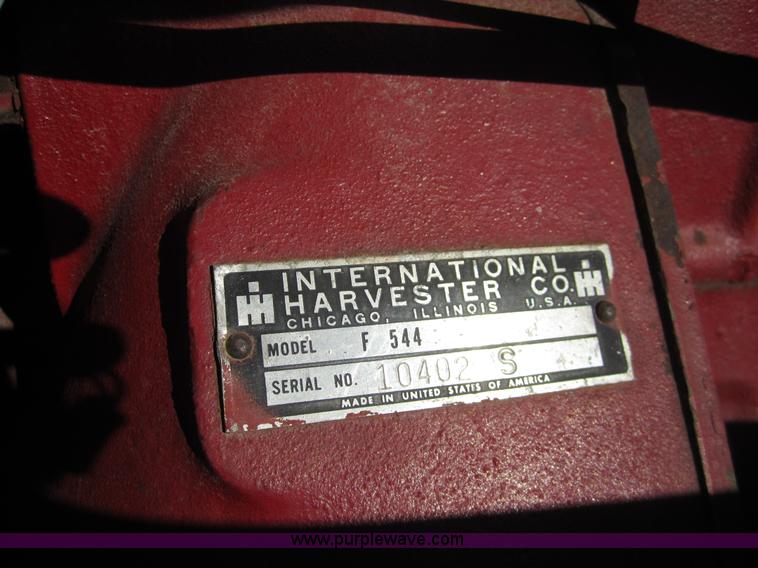 INTERNATIONAL
HARVESTER CO.
CHICAGO, ILLINOIS U.S.A.
MODEL F 544
SERIAL NO. 10402 S
MADE IN UNITED STATES OF AMERICA
www.purplewave.com